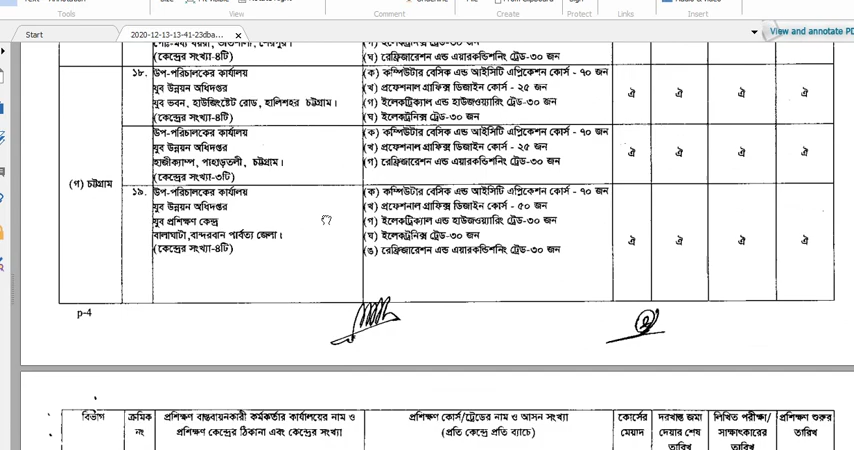 Tools
View
Comment
Create
Protect
Links
Insert
Start
2020-12-13-13-41-23dba...
View and annotate PD
(কেন্দ্রের সংখ্যা-৪টি)
(ঘ) রেফ্রিজারেশন এন্ড এয়ারকন্ডিশনিং ট্রেড-৩০ জন
(গ) চট্টগ্রাম
১৮.
উপ-পরিচালকের কার্যালয়
যুব উন্নয়ন অধিদপ্তর
যুব ভবন, হাউজিংষ্টেট রোড, হালিশহর চট্টগ্রাম।
(কেন্দ্রের সংখ্যা-৪টি)
(ক) কম্পিউটার বেসিক এন্ড আইসিটি এপ্লিকেশন কোর্স - ৭০ জন
(খ) প্রফেশনাল গ্রাফিক্স ডিজাইন কোর্স - ২৫ জন
(গ) ইলেকট্রিক্যাল এন্ড হাউজওয়্যারিং ট্রেড-৩০ জন
(ঘ) ইলেকট্রনিক্স ট্রেড-৩০ জন
ঐ ঐ ঐ ঐ
উপ-পরিচালকের কার্যালয়
যুব উন্নয়ন অধিদপ্তর
হাজীক্যাম্প, পাহাড়তলী, চট্টগ্রাম।
(কেন্দ্রের সংখ্যা-৩টি)
(ক) কম্পিউটার বেসিক এন্ড আইসিটি এপ্লিকেশন কোর্স - ৭০ জন
(খ) প্রফেশনাল গ্রাফিক্স ডিজাইন কোর্স - ২৫ জন
(গ) রেফ্রিজারেশন এন্ড এয়ারকন্ডিশনিং ট্রেড-৩০ জন
ঐ ঐ ঐ ঐ
১৯.
উপ-পরিচালকের কার্যালয়
যুব উন্নয়ন অধিদপ্তর
যুব প্রশিক্ষণ কেন্দ্র
বালাঘাটা,বান্দরবান পার্বত্য জেলা।
(কেন্দ্রের সংখ্যা-৪টি)
(ক) কম্পিউটার বেসিক এন্ড আইসিটি এপ্লিকেশন কোর্স - ৭০ জন
(খ) প্রফেশনাল গ্রাফিক্স ডিজাইন কোর্স - ৫০ জন
(গ) ইলেকট্রিক্যাল এন্ড হাউজওয়্যারিং ট্রেড-৩০ জন
(ঘ) ইলেকট্রনিক্স ট্রেড-৩০ জন
(ঙ) রেফ্রিজারেশন এন্ড এয়ারকন্ডিশনিং ট্রেড-৩০ জন
ঐ ঐ ঐ ঐ
p-4
বিভাগ
ক্রমিক
নং
প্রশিক্ষণ বাস্তবায়নকারী কর্মকর্তার কার্যালয়ের নাম ও
প্রশিক্ষণ কেন্দ্রের ঠিকানা এবং কেন্দ্রের সংখ্যা
প্রশিক্ষণ কোর্স/ট্রেডের নাম ও আসন সংখ্যা
(প্রতি কেন্দ্রে প্রতি ব্যাচে)
কোর্সের
মেয়াদ
দরখাস্ত জমা
দেয়ার শেষ
তারিখ
লিখিত পরীক্ষা/
সাক্ষাৎকারের
তারিখ
প্রশিক্ষণ শুরুর
তারিখ